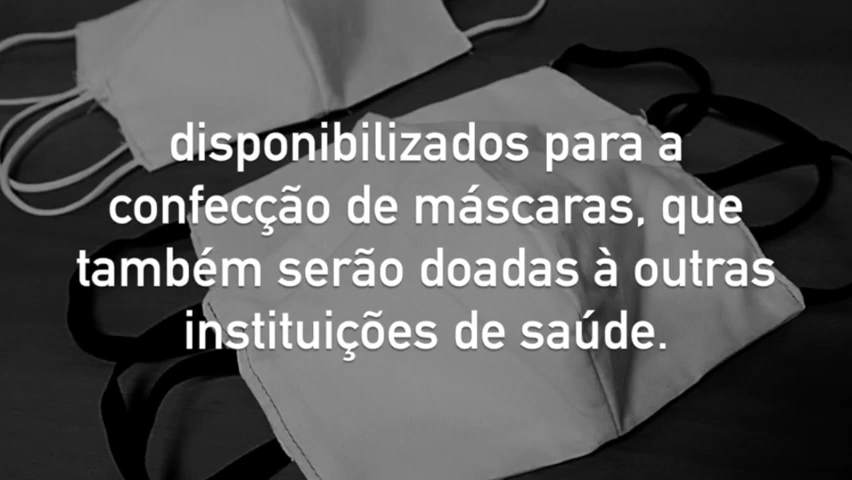 disponibilizados para a
confecção de máscaras, que
também serão doadas à outras
instituições de saúde.